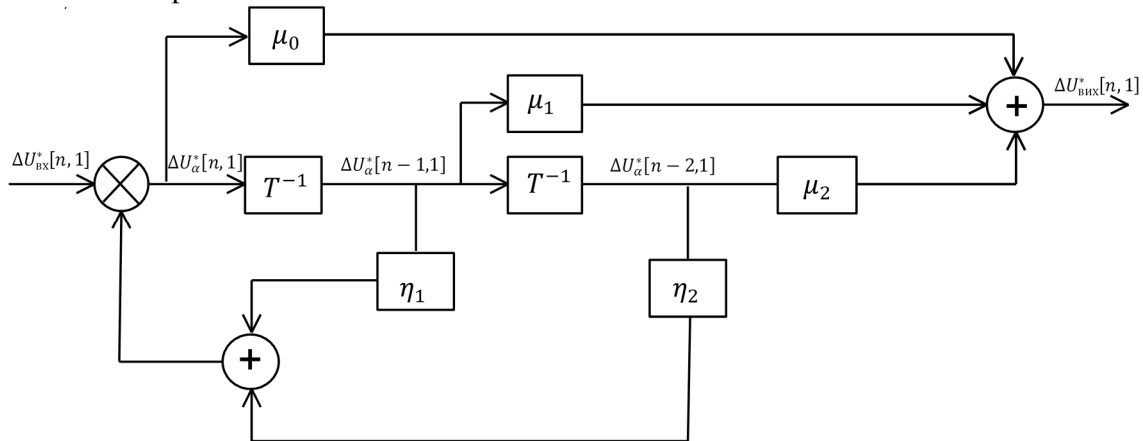 μ₀
ΔU*вх[n, 1]
ΔU*α[n, 1]
T⁻¹
ΔU*α[n − 1,1]
μ₁
T⁻¹
ΔU*α[n − 2,1]
μ₂
+
ΔU*вих[n, 1]
η₁
η₂
+